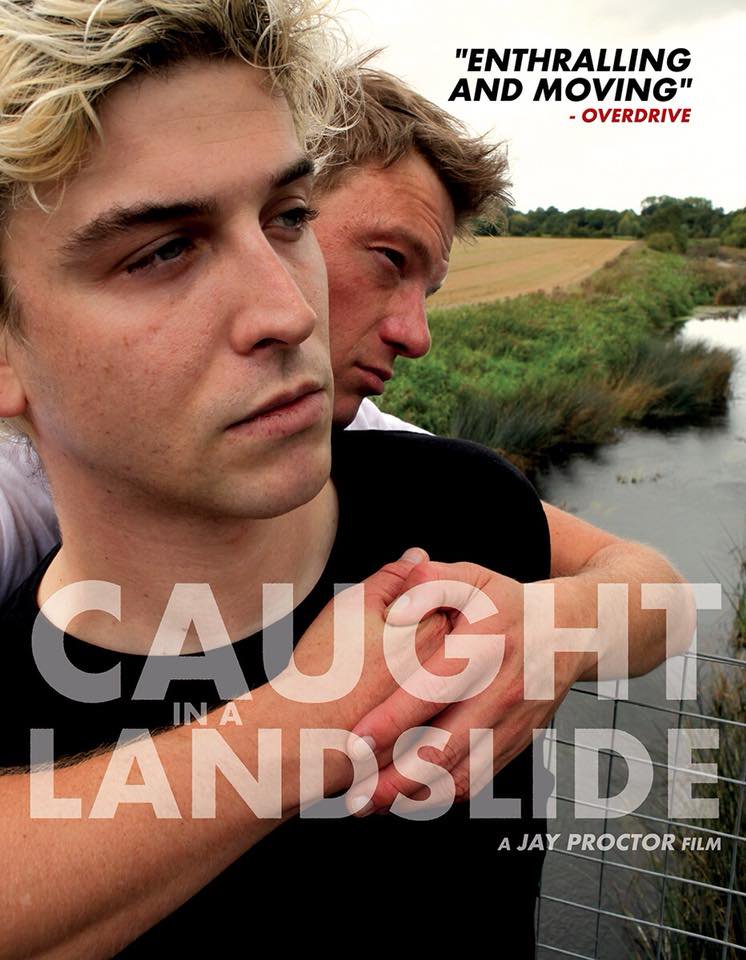 "ENTHRALLING
AND MOVING"
- OVERDRIVE
CAUGHT
IN A
LANDSLIDE
A JAY PROCTOR FILM